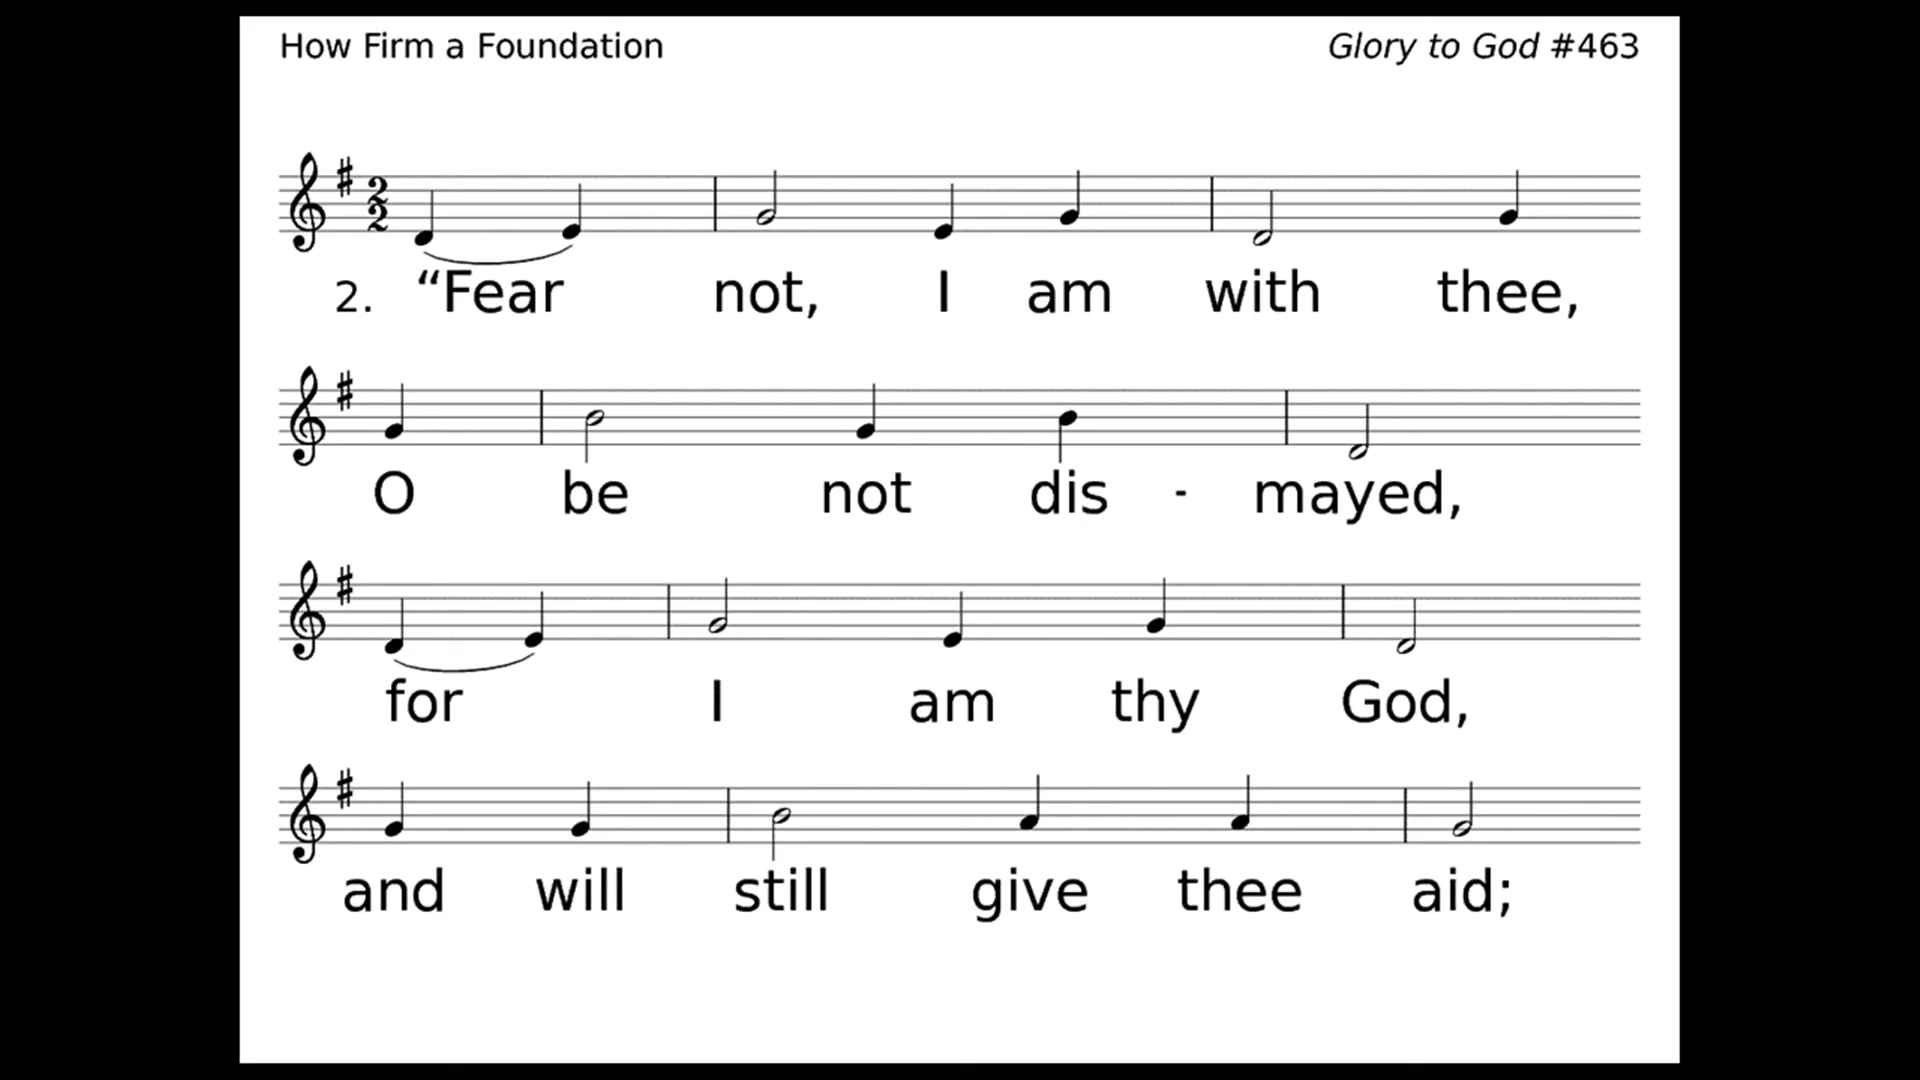 How Firm a Foundation
Glory to God #463
2. “Fear not, I am with thee,
O be not dis - mayed,
for I am thy God,
and will still give thee aid;